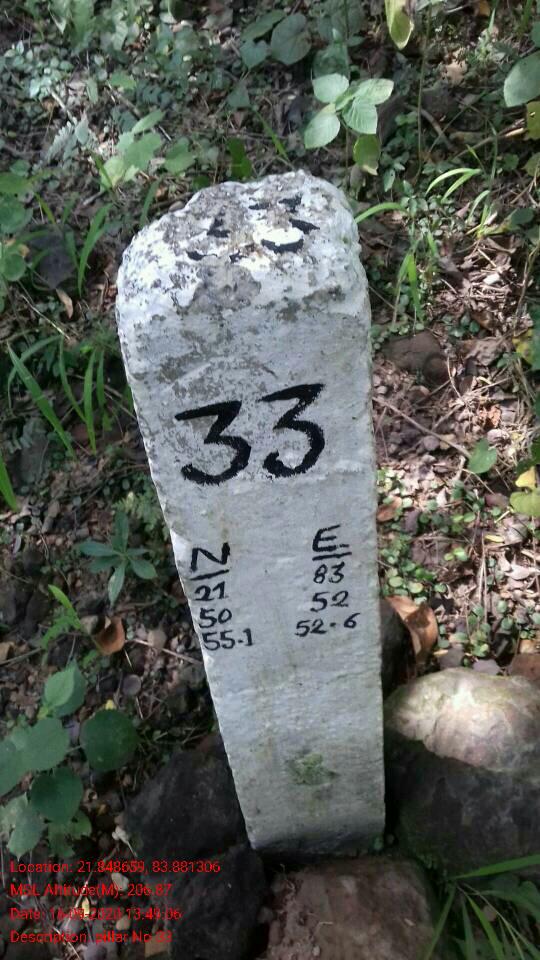 33
N E
21 83
50 52
55.1 52.6
Location: 21.848659, 83.881306
MSL Altitude(M): 206.87
Date: 16-09-2020 13:49:06
Description: pillar No 33